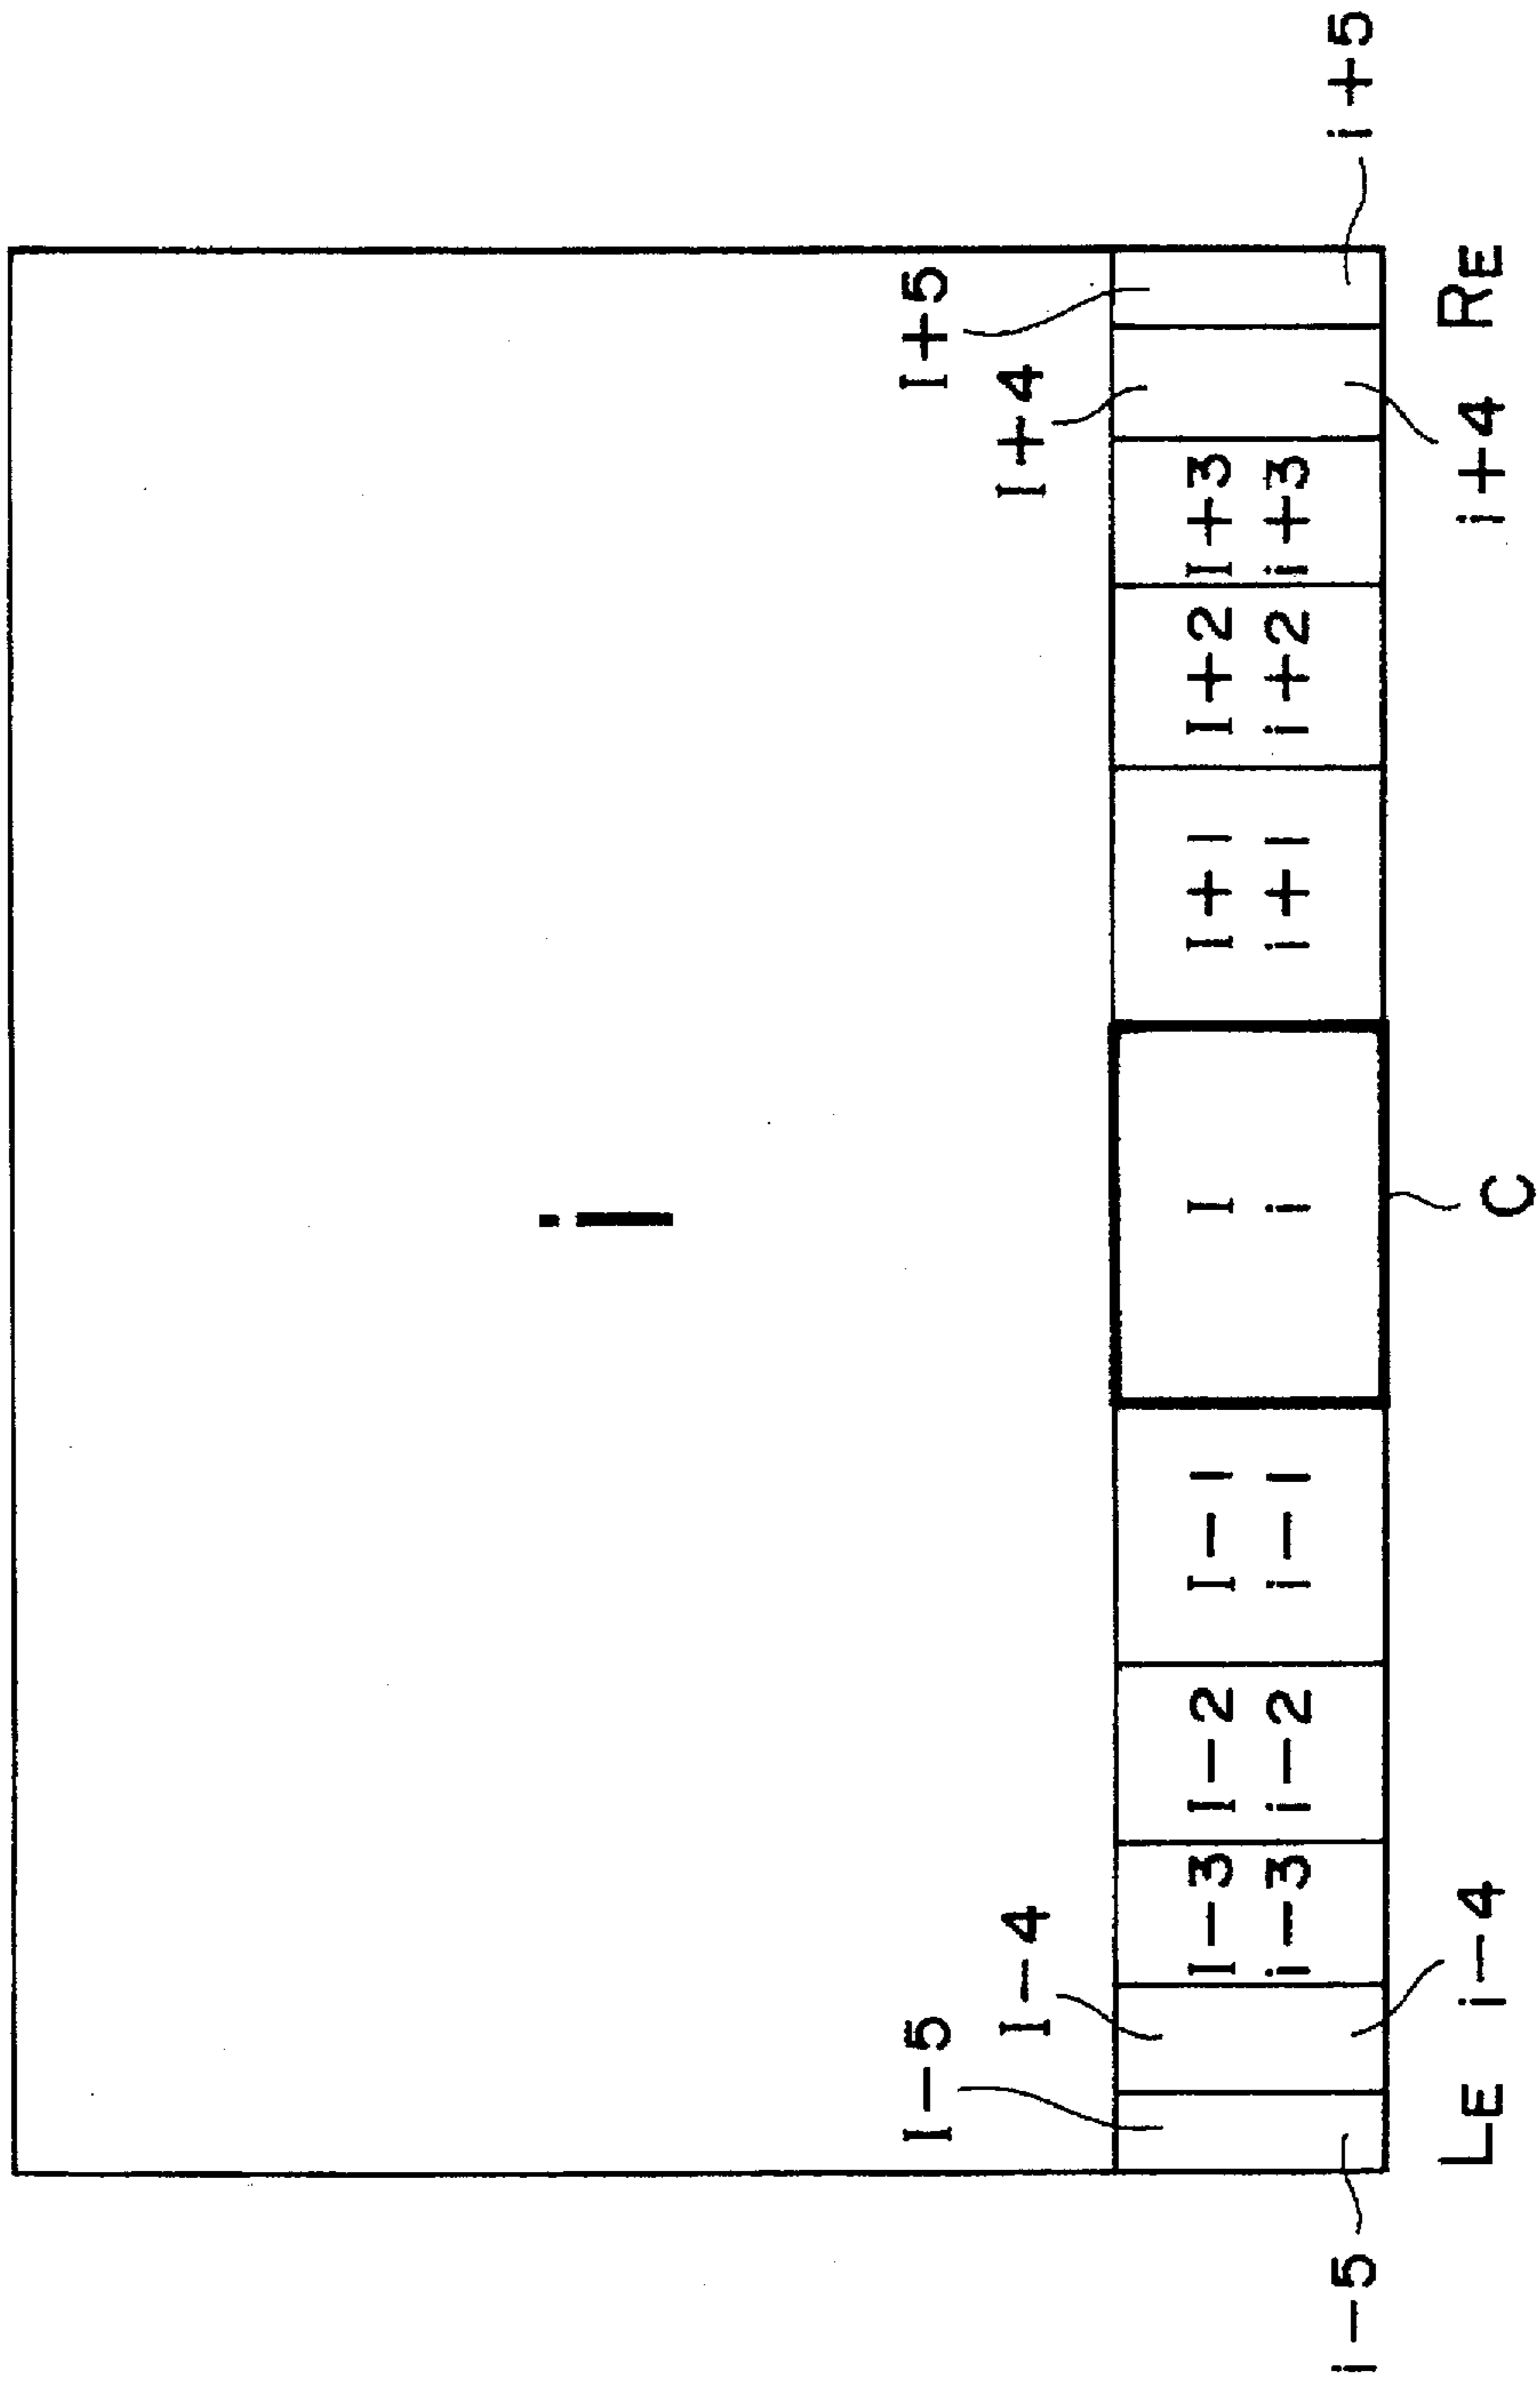 i
I-5 I+5
I-4 I+4
I-3 I-2 I-1 I I+1 I+2 I+3
i-3 i-2 i-1 i i+1 i+2 i+3
i-5 i+5
LE i-4 C i+4 RE